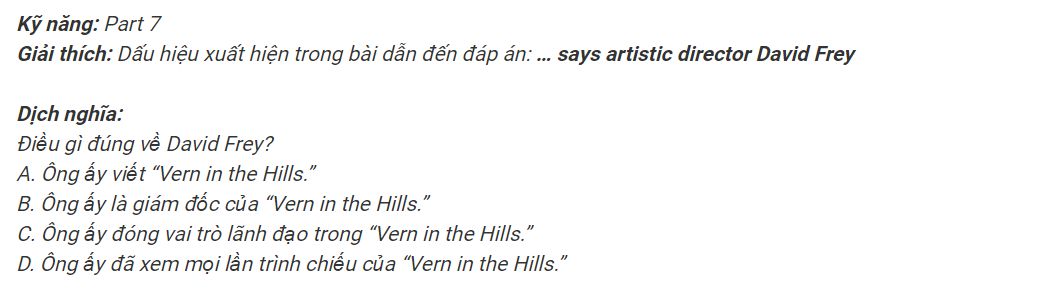 Kỹ năng: Part 7
Giải thích: Dấu hiệu xuất hiện trong bài dẫn đến đáp án: ... says artistic director David Frey
Dịch nghĩa:
Điều gì đúng về David Frey?
A. Ông ấy viết “Vern in the Hills.”
B. Ông ấy là giám đốc của “Vern in the Hills.”
C. Ông ấy đóng vai trò lãnh đạo trong “Vern in the Hills.”
D. Ông ấy đã xem mọi lần trình chiếu của “Vern in the Hills.”